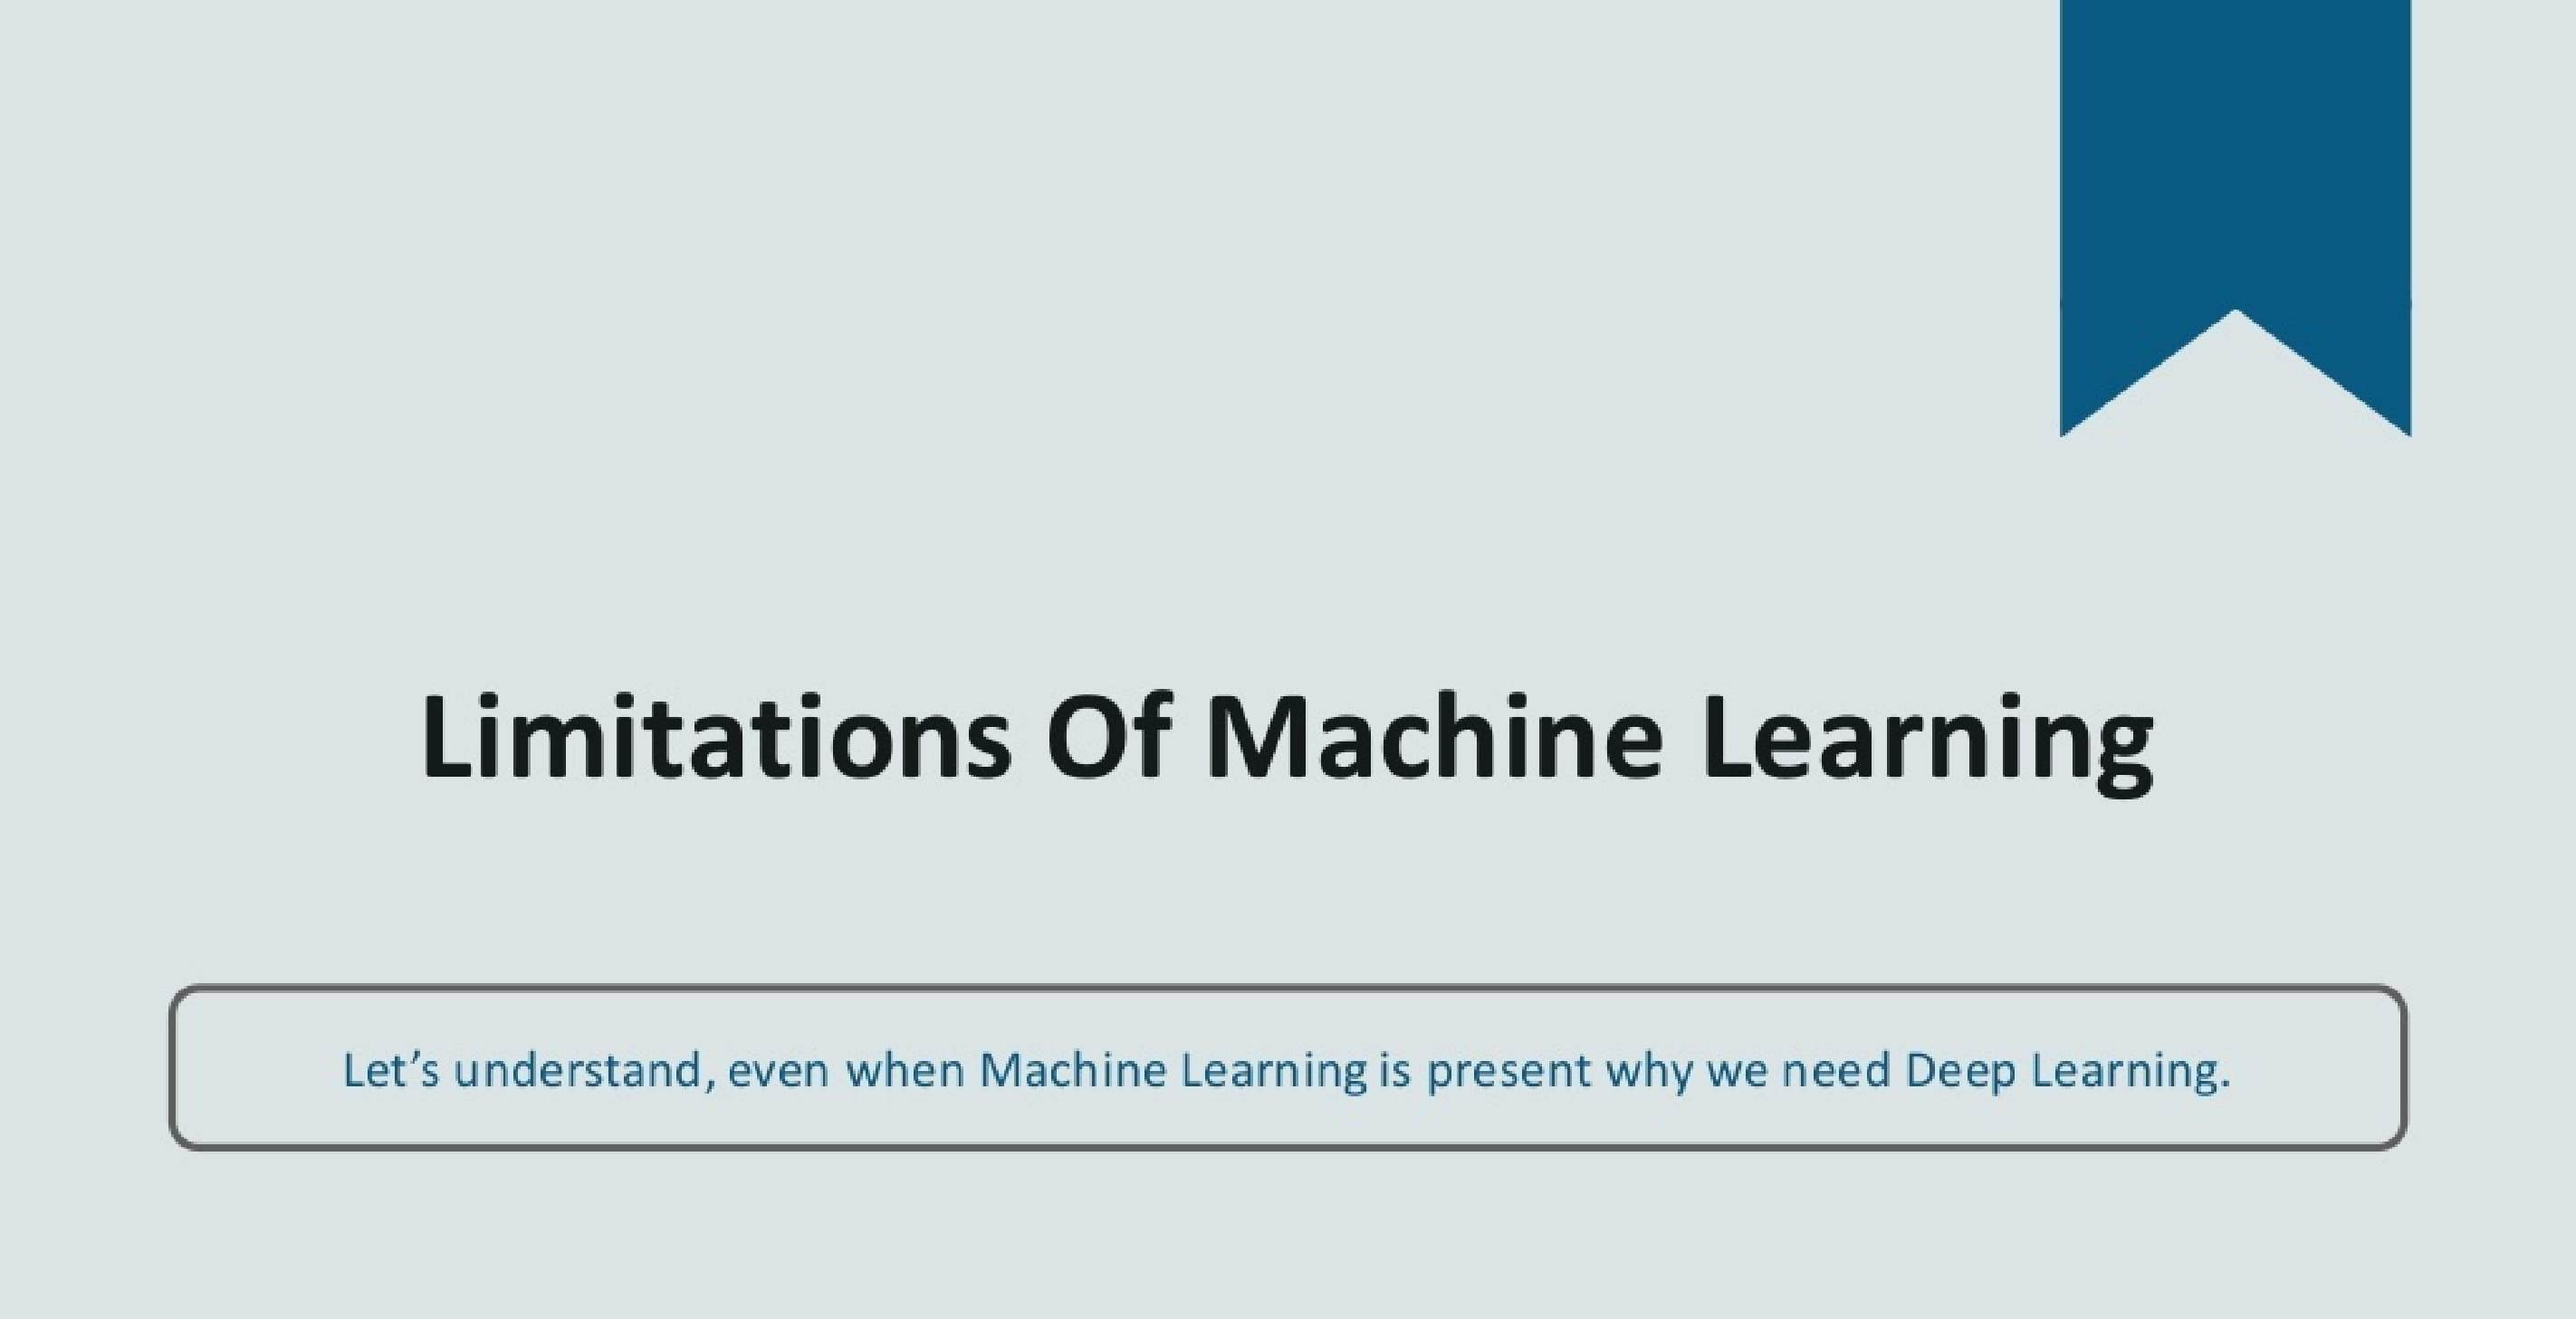 Limitations Of Machine Learning
Let’s understand, even when Machine Learning is present why we need Deep Learning.